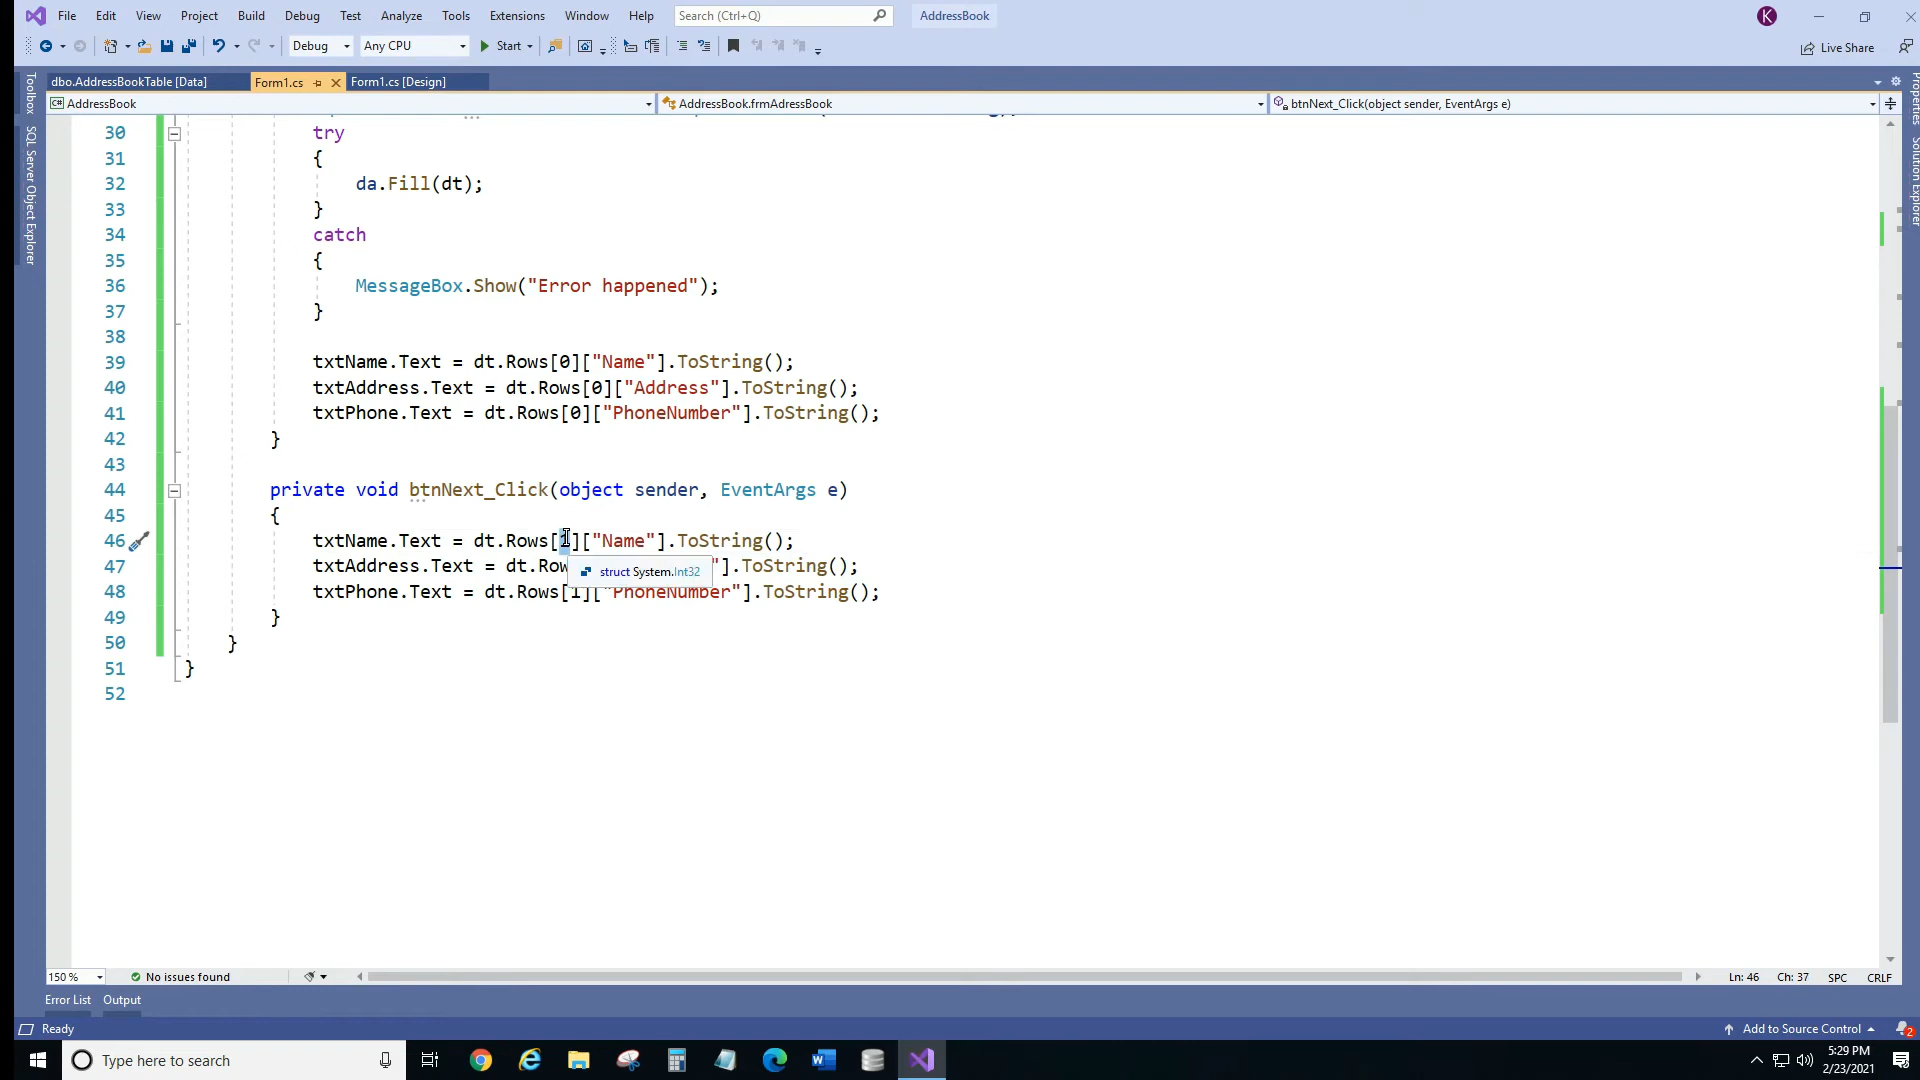 File Edit View Project Build Debug Test Analyze Tools Extensions Window Help Search (Ctrl+Q) AddressBook K
Debug Any CPU Start Live Share
dbo.AddressBookTable [Data] Form1.cs Form1.cs [Design]
C# AddressBook AddressBook.frmAdressBook btnNext_Click(object sender, EventArgs e)
Toolbox
SQL Server Object Explorer
Properties
Solution Explorer
30 try
31 {
32 da.Fill(dt);
33 }
34 catch
35 {
36 MessageBox.Show("Error happened");
37 }
38
39 txtName.Text = dt.Rows[0]["Name"].ToString();
40 txtAddress.Text = dt.Rows[0]["Address"].ToString();
41 txtPhone.Text = dt.Rows[0]["PhoneNumber"].ToString();
42 }
43
44 private void btnNext_Click(object sender, EventArgs e)
45 {
46 txtName.Text = dt.Rows[1]["Name"].ToString();
47 txtAddress.Text = dt.Row "].ToString();
struct System.Int32
48 txtPhone.Text = dt.Rows[1]["PhoneNumber"].ToString();
49 }
50 }
51 }
52
150 % No issues found Ln: 46 Ch: 37 SPC CRLF
Error List Output
Ready Add to Source Control 2
Type here to search 5:29 PM
2/23/2021